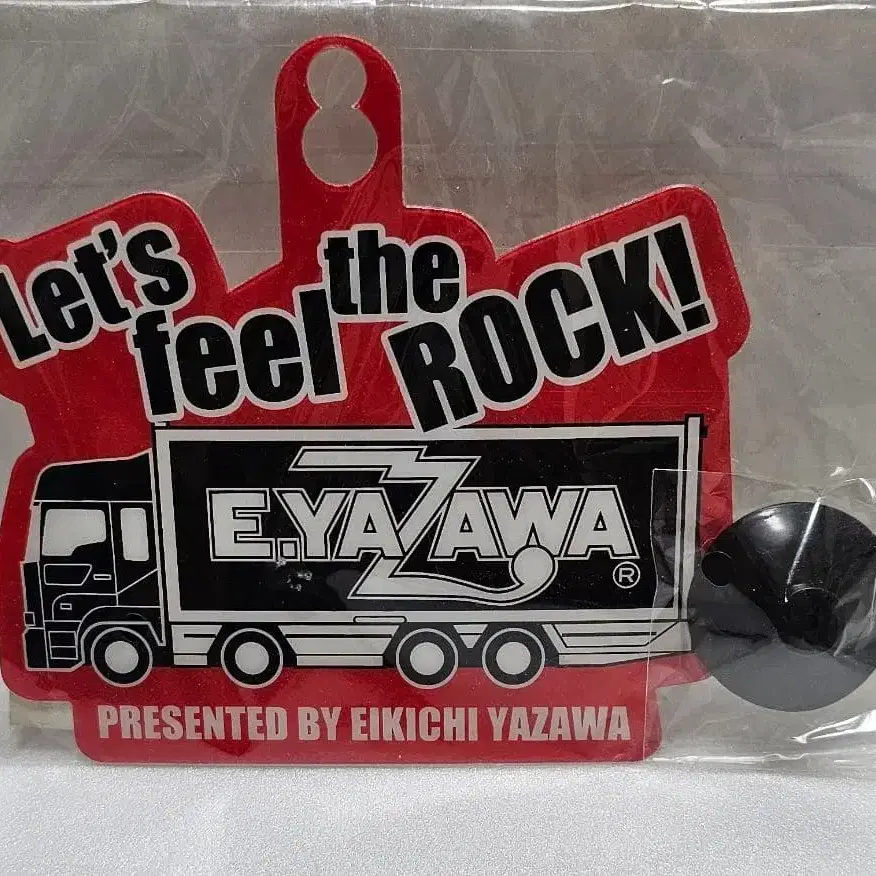 Let's feel the ROCK!
E.YAZAWA ®
PRESENTED BY EIKICHI YAZAWA